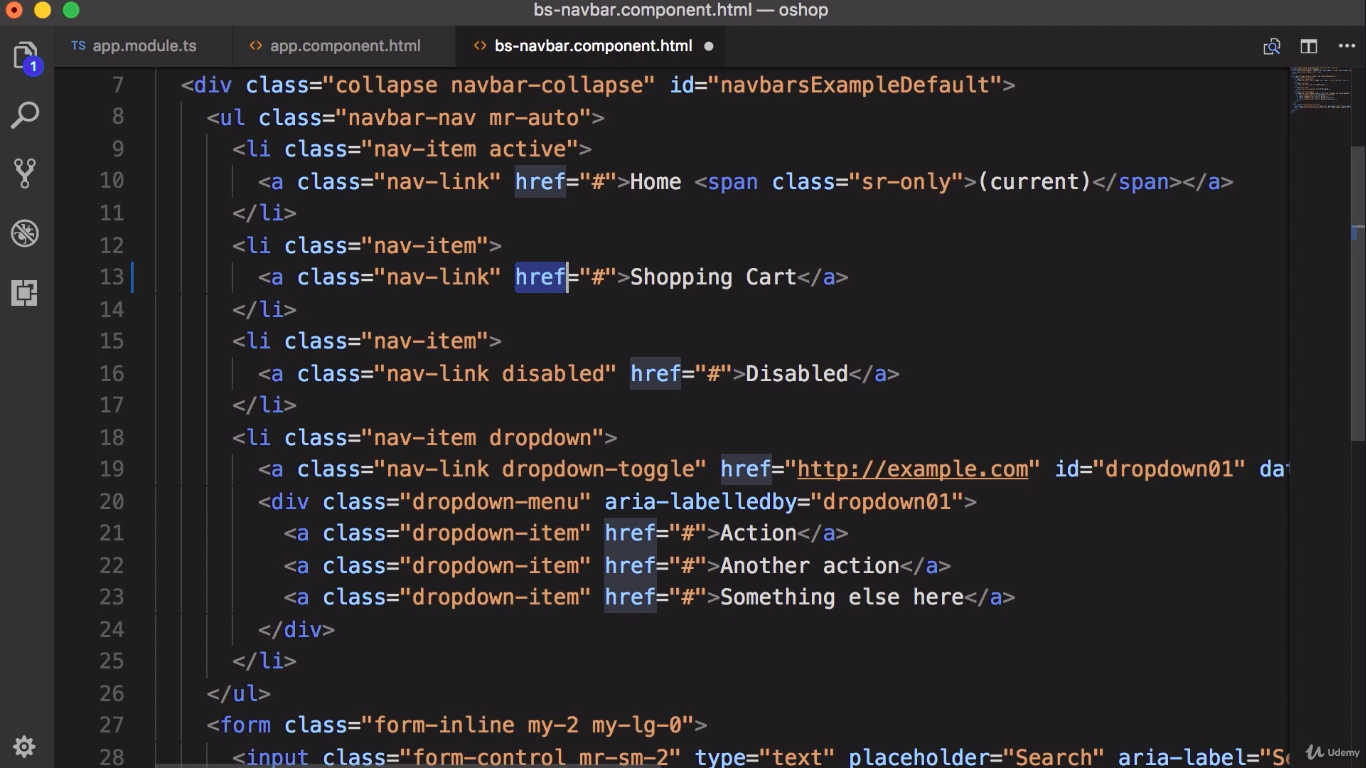 bs-navbar.component.html — oshop
TS app.module.ts <> app.component.html <> bs-navbar.component.html
1
7 <div class="collapse navbar-collapse" id="navbarsExampleDefault">
8 <ul class="navbar-nav mr-auto">
9 <li class="nav-item active">
10 <a class="nav-link" href="#">Home <span class="sr-only">(current)</span></a>
11 </li>
12 <li class="nav-item">
13 <a class="nav-link" href="#">Shopping Cart</a>
14 </li>
15 <li class="nav-item">
16 <a class="nav-link disabled" href="#">Disabled</a>
17 </li>
18 <li class="nav-item dropdown">
19 <a class="nav-link dropdown-toggle" href="http://example.com" id="dropdown01" dat
20 <div class="dropdown-menu" aria-labelledby="dropdown01">
21 <a class="dropdown-item" href="#">Action</a>
22 <a class="dropdown-item" href="#">Another action</a>
23 <a class="dropdown-item" href="#">Something else here</a>
24 </div>
25 </li>
26 </ul>
27 <form class="form-inline my-2 my-lg-0">
28 <input class="form-control mr-sm-2" type="text" placeholder="Search" aria-label="Se
Udemy